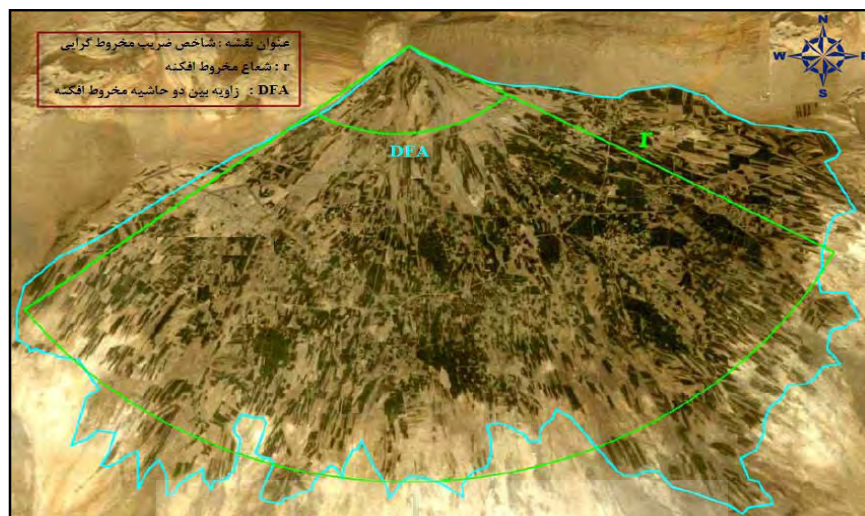 عنوان نقشه : شاخص ضریب مخروط گرایی
r : شعاع مخروط افکنه
DFA : زاویه بین دو حاشیه مخروط افکنه
N
W
E
S
DFA
r